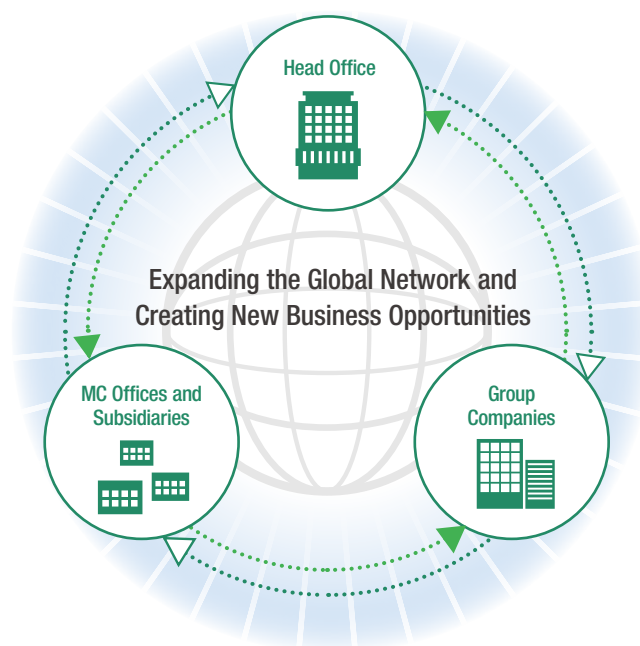 Head Office
Expanding the Global Network and
Creating New Business Opportunities
MC Offices and
Subsidiaries
Group
Companies